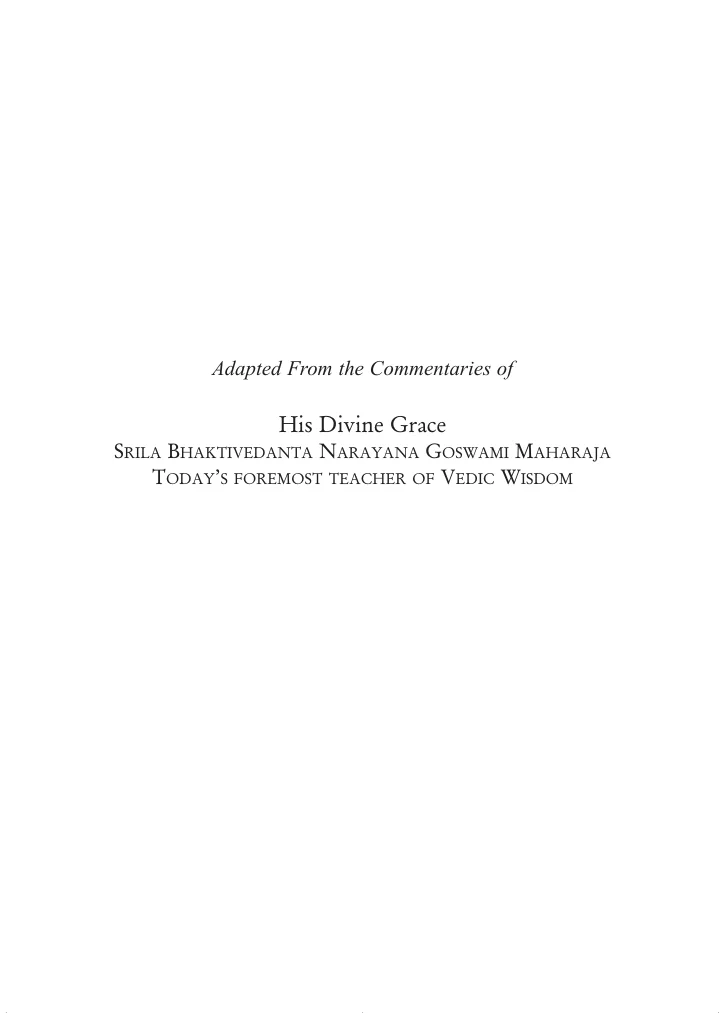 Adapted From the Commentaries of
His Divine Grace
Srila Bhaktivedanta Narayana Goswami Maharaja
Today's foremost teacher of Vedic Wisdom